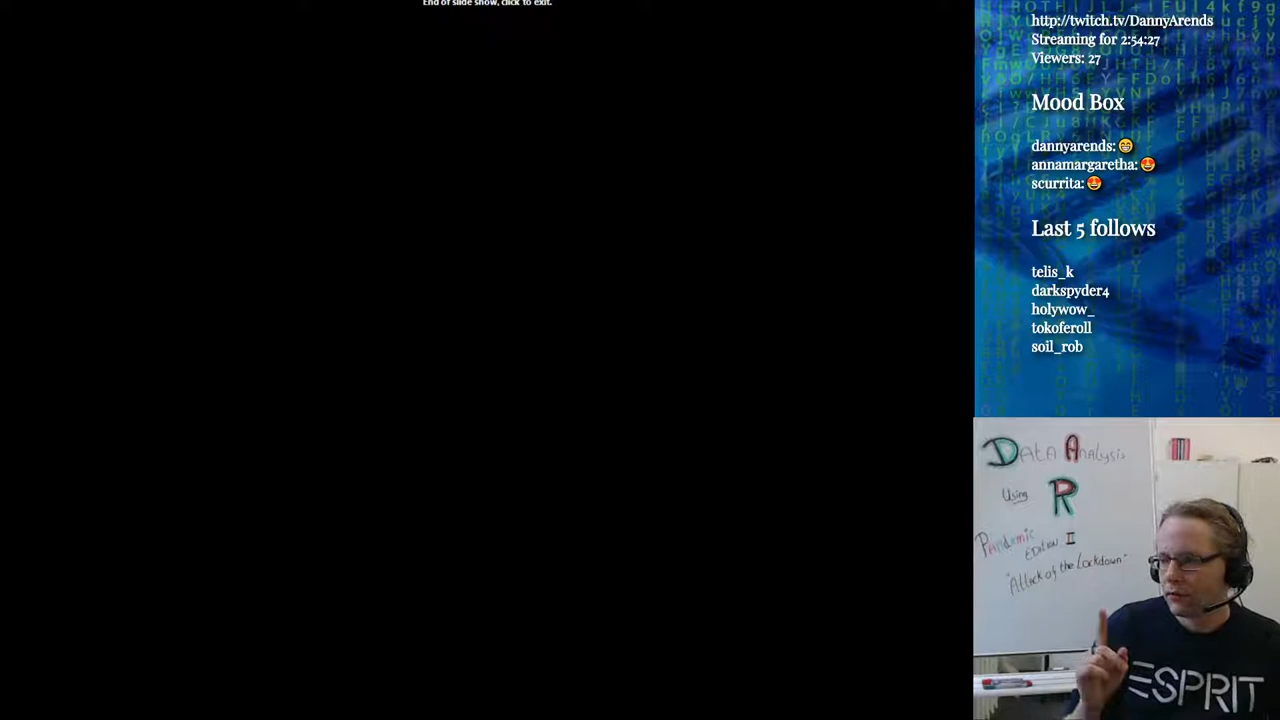 End of slide show, click to exit.
http://twitch.tv/DannyArends
Streaming for 2:54:27
Viewers: 27
Mood Box
dannyarends: 😁
annamargaretha: 😍
scurrita: 😍
Last 5 follows
telis_k
darkspyder4
holywow_
tokoferoll
soil_rob
Data Analysis
Using R
Pandemic
Edition II
"Attack of the Lockdown"
ESPRIT